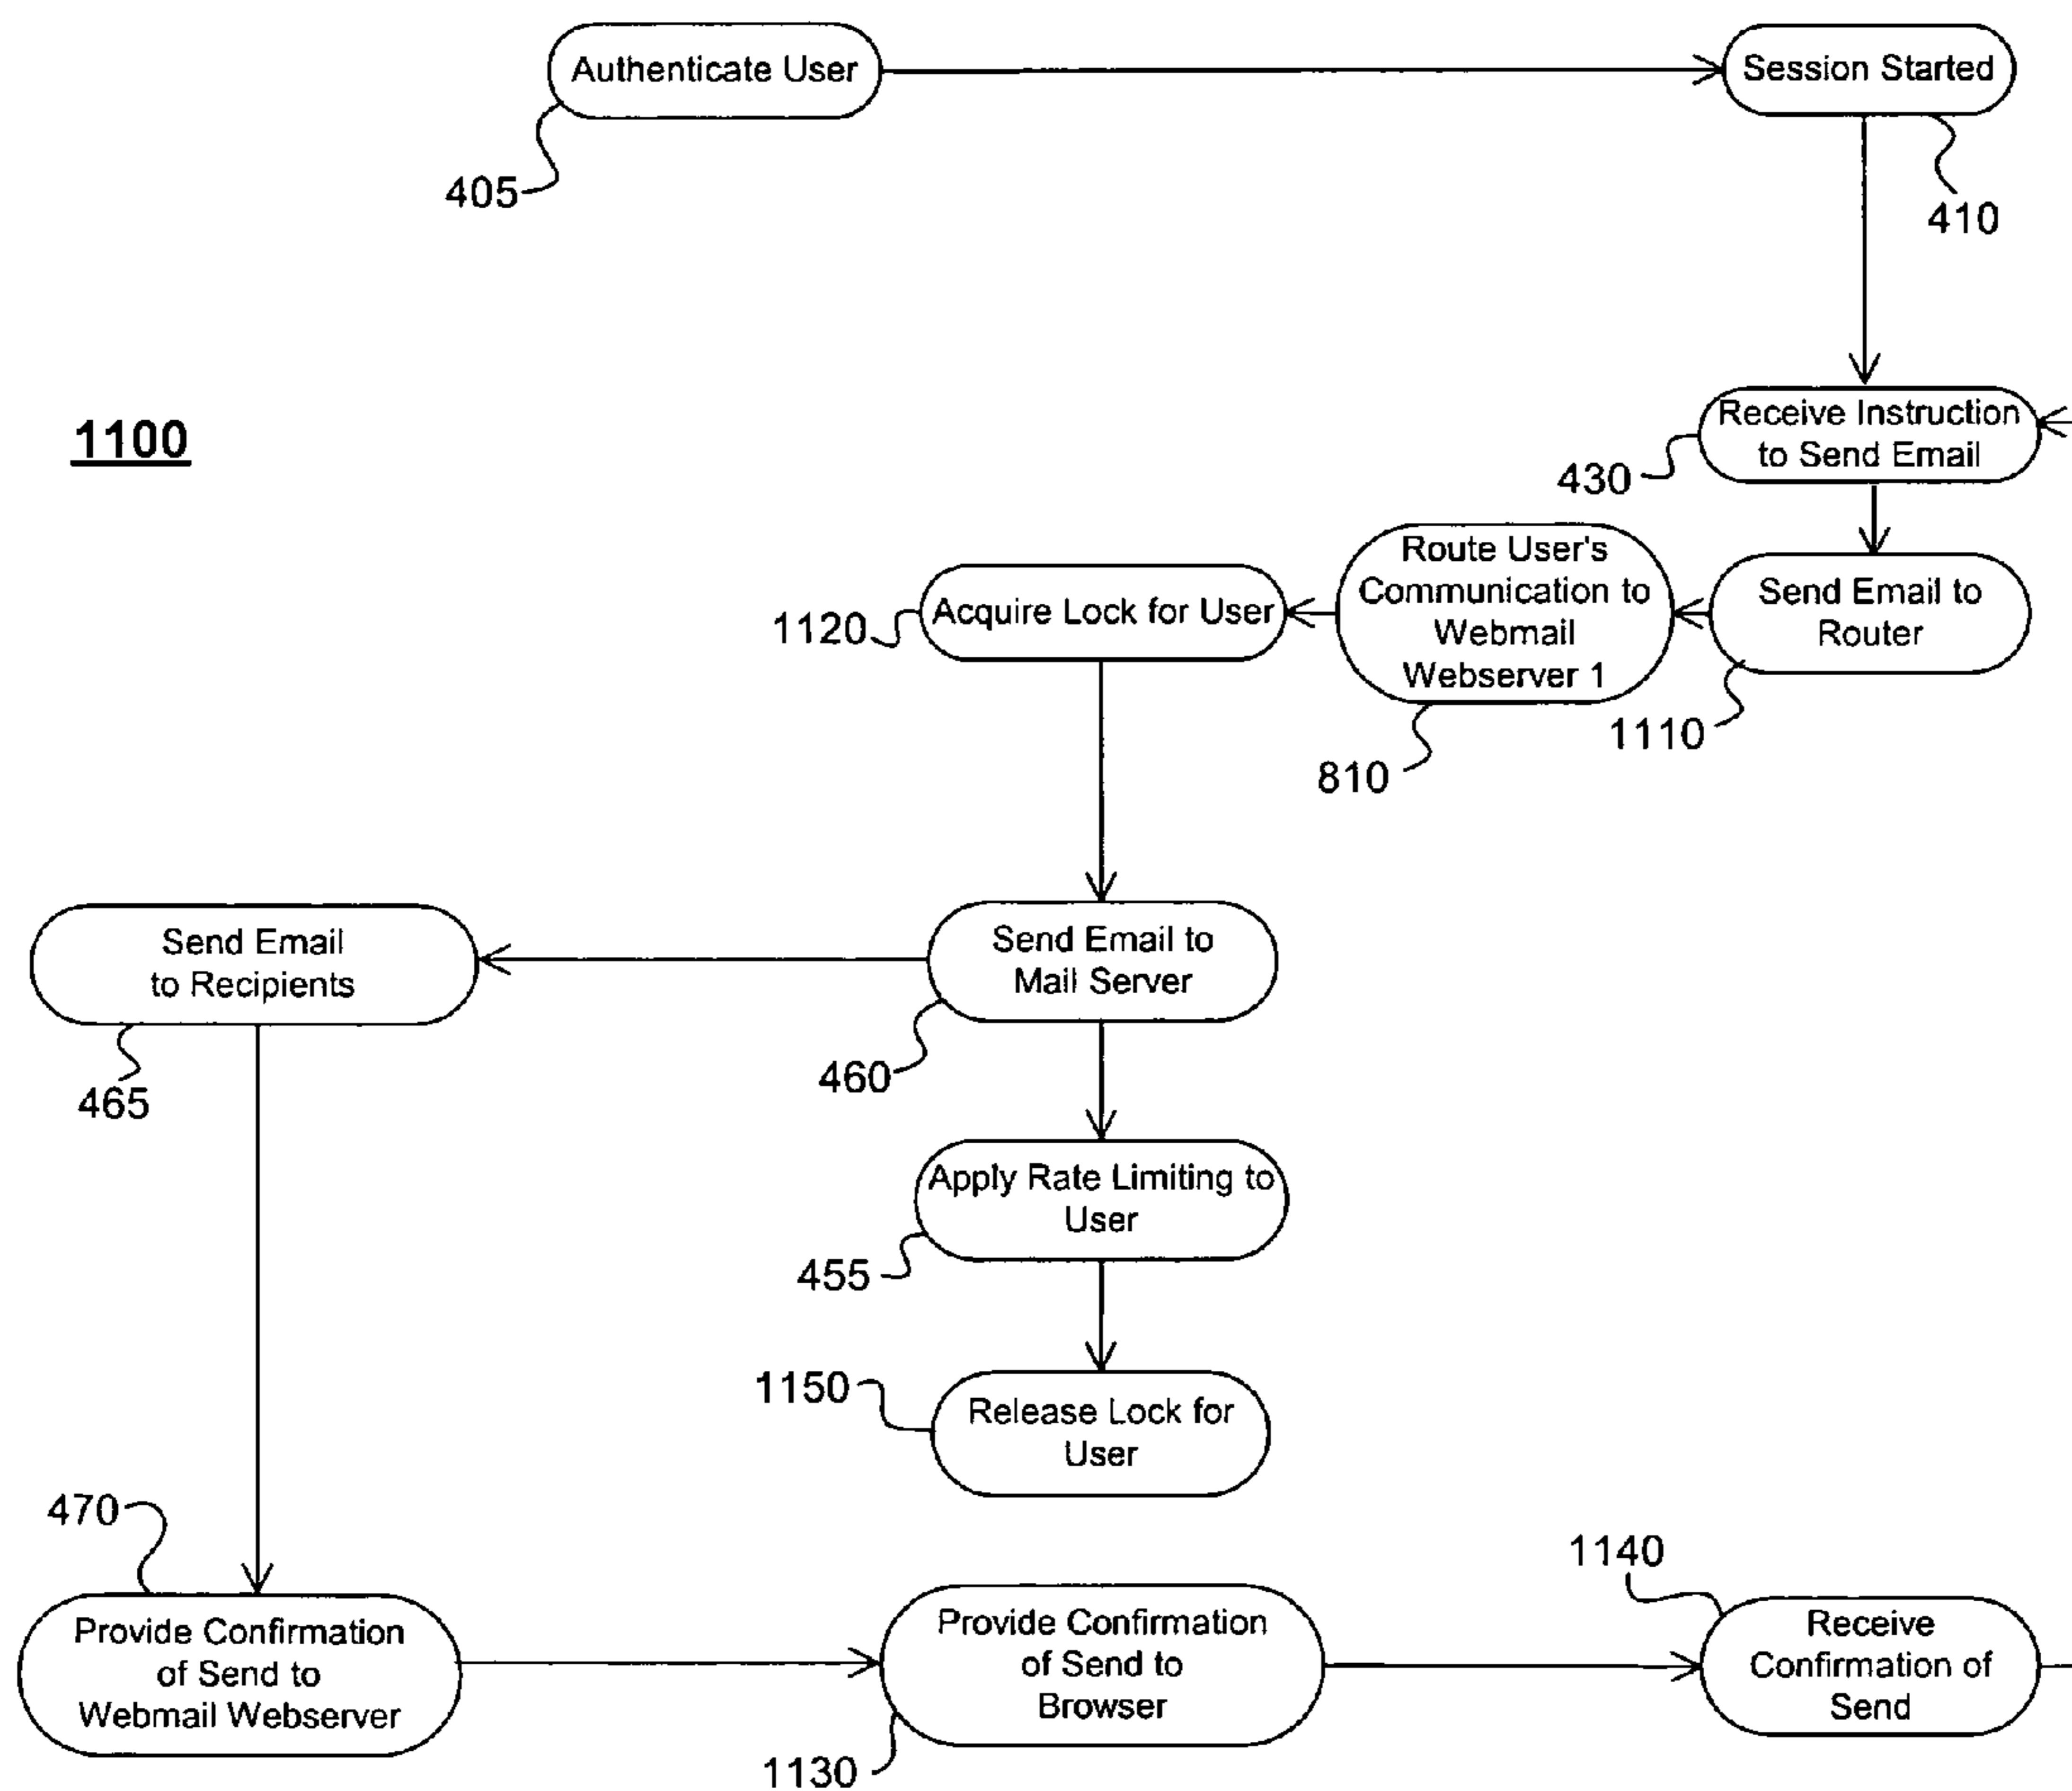 Authenticate User
Session Started
405
410
1100
Receive Instruction
to Send Email
430
Route User's
Communication to
Webmail
Webserver 1
Send Email to
Router
Acquire Lock for User
1120
1110
810
Send Email
to Recipients
Send Email to
Mail Server
460
465
Apply Rate Limiting to
User
455
1150
Release Lock for
User
470
1140
Provide Confirmation
of Send to
Webmail Webserver
Provide Confirmation
of Send to
Browser
Receive
Confirmation of
Send
1130